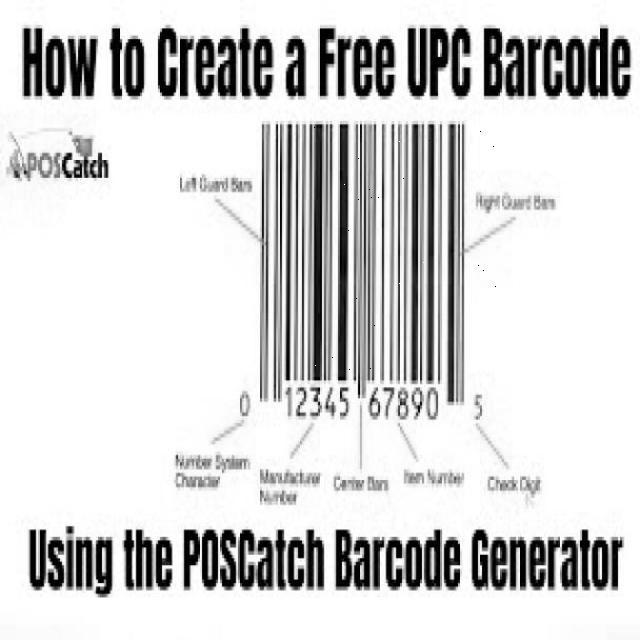 How to Create a Free UPC Barcode
POSCatch
Left Guard Bars
Right Guard Bars
0 12345 67890 5
Number System
Character
Manufacturer
Number
Center Bars
Item Number
Check Digit
Using the POSCatch Barcode Generator